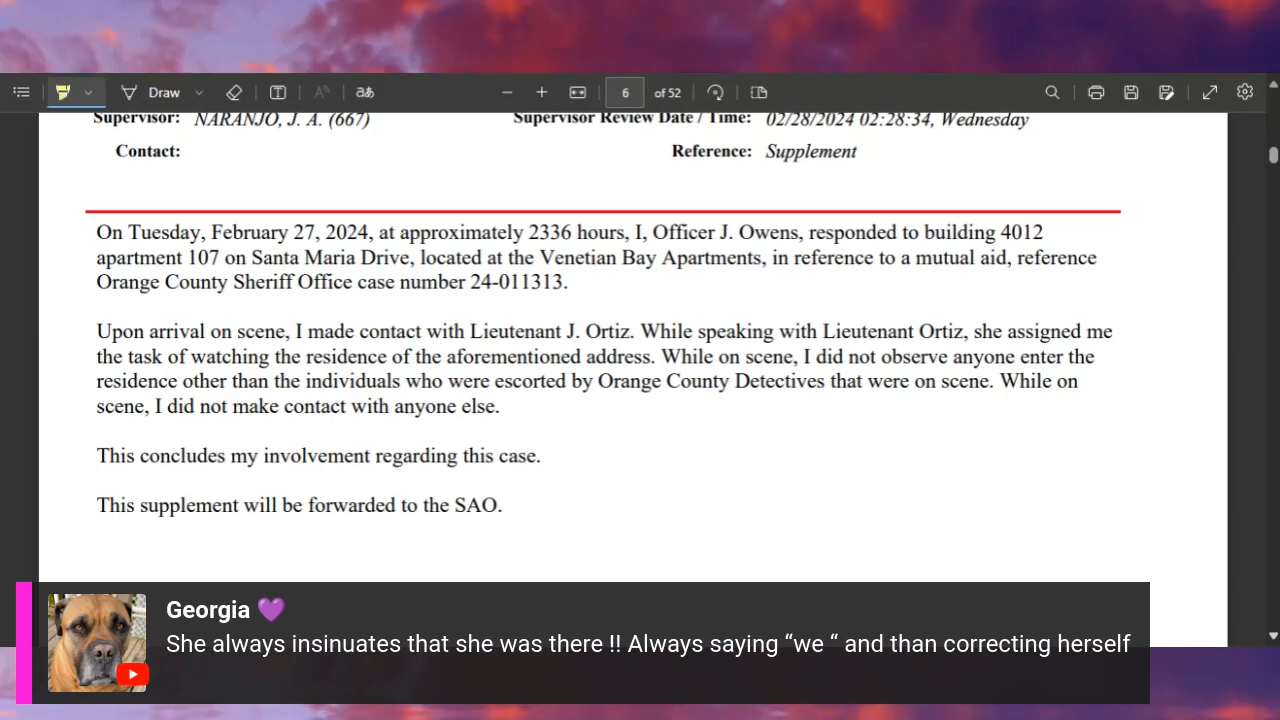 Draw
6 of 52
Supervisor: NARANJO, J. A. (667) Supervisor Review Date / Time: 02/28/2024 02:28:34, Wednesday
Contact: Reference: Supplement
On Tuesday, February 27, 2024, at approximately 2336 hours, I, Officer J. Owens, responded to building 4012
apartment 107 on Santa Maria Drive, located at the Venetian Bay Apartments, in reference to a mutual aid, reference
Orange County Sheriff Office case number 24-011313.
Upon arrival on scene, I made contact with Lieutenant J. Ortiz. While speaking with Lieutenant Ortiz, she assigned me
the task of watching the residence of the aforementioned address. While on scene, I did not observe anyone enter the
residence other than the individuals who were escorted by Orange County Detectives that were on scene. While on
scene, I did not make contact with anyone else.
This concludes my involvement regarding this case.
This supplement will be forwarded to the SAO.
Georgia 💜
She always insinuates that she was there !! Always saying “we “ and than correcting herself